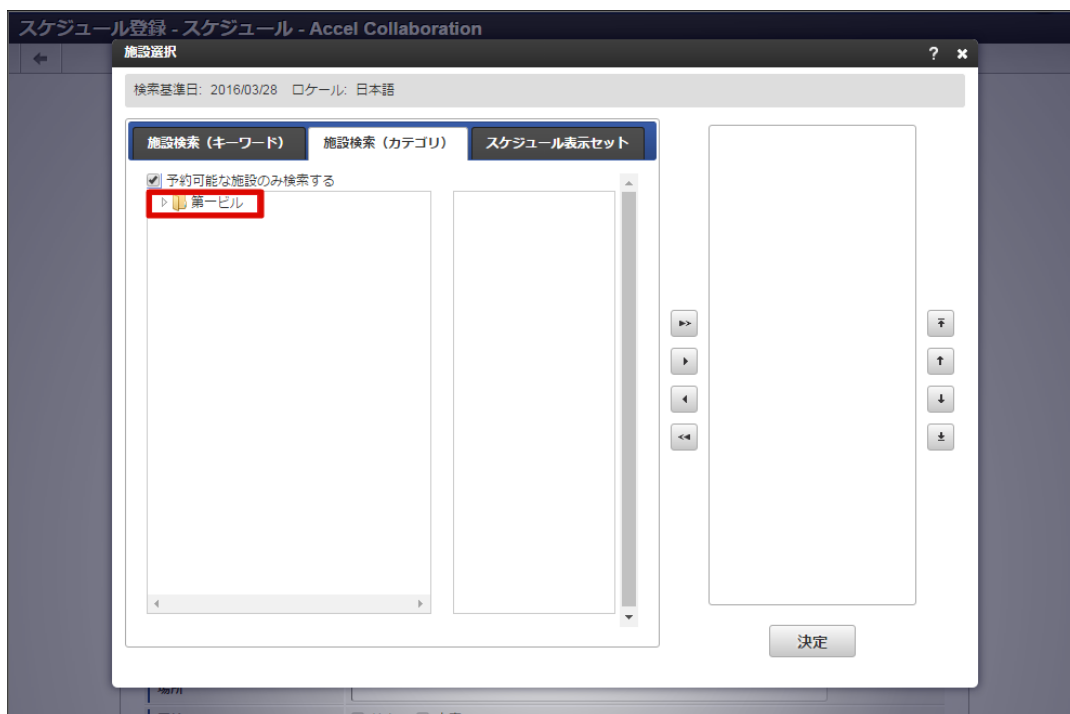 スケジュール登録 - スケジュール - Accel Collaboration
施設選択
検索基準日: 2016/03/28 ロケール: 日本語
施設検索（キーワード） 施設検索（カテゴリ） スケジュール表示セット
予約可能な施設のみ検索する
第一ビル
決定
場所